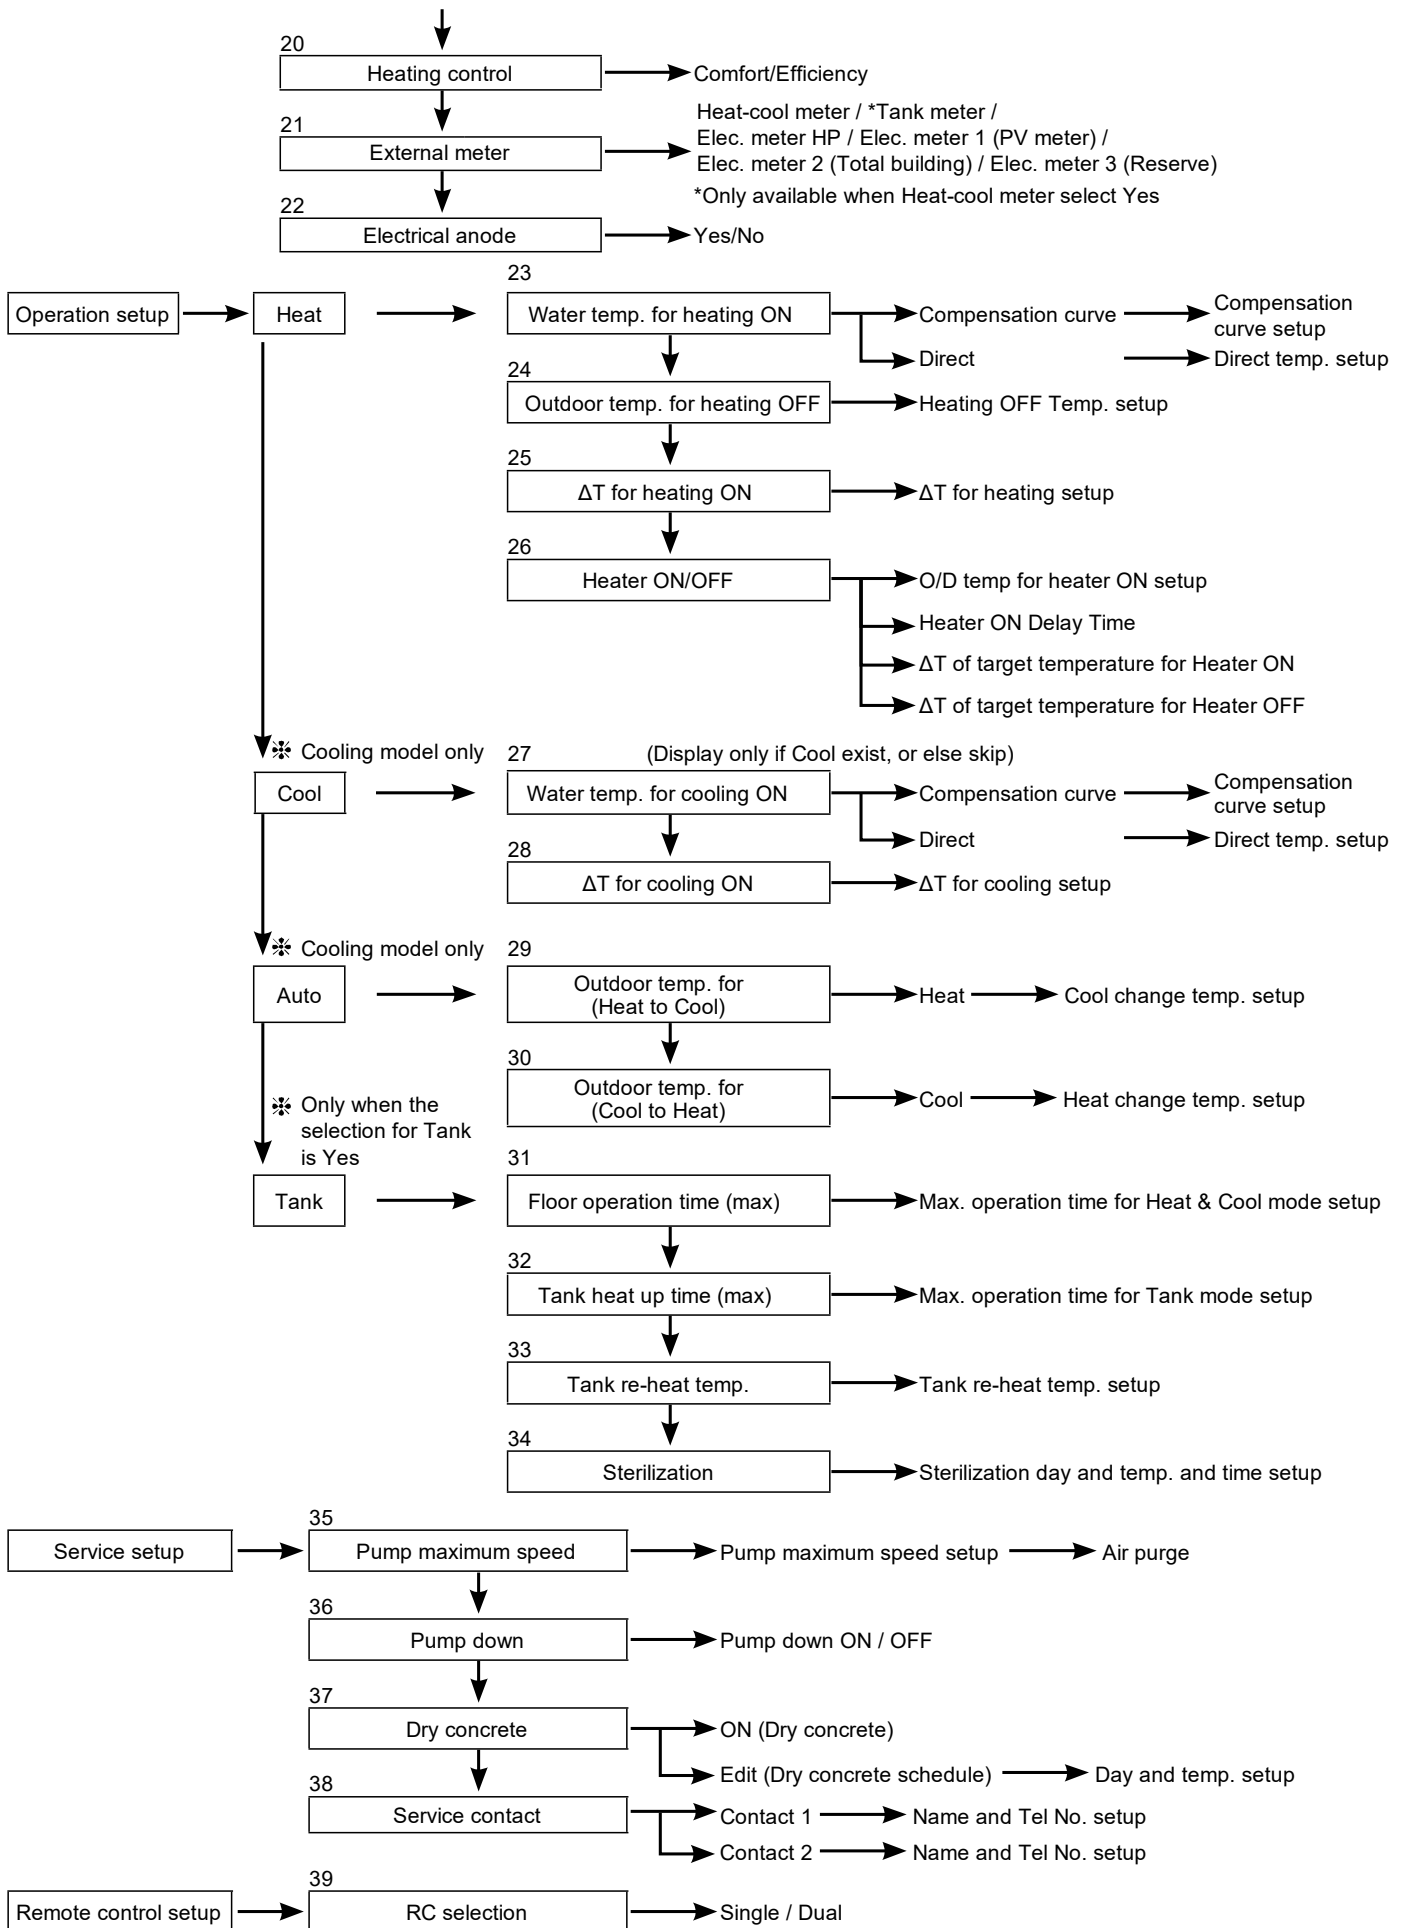 20
Heating control
Comfort/Efficiency
21
External meter
Heat-cool meter / *Tank meter /
Elec. meter HP / Elec. meter 1 (PV meter) /
Elec. meter 2 (Total building) / Elec. meter 3 (Reserve)
*Only available when Heat-cool meter select Yes
22
Electrical anode
Yes/No
Operation setup
Heat
23
Water temp. for heating ON
Compensation curve
Compensation
curve setup
Direct
Direct temp. setup
24
Outdoor temp. for heating OFF
Heating OFF Temp. setup
25
ΔT for heating ON
ΔT for heating setup
26
Heater ON/OFF
O/D temp for heater ON setup
Heater ON Delay Time
ΔT of target temperature for Heater ON
ΔT of target temperature for Heater OFF
Cooling model only
27
(Display only if Cool exist, or else skip)
Cool
Water temp. for cooling ON
Compensation curve
Compensation
curve setup
Direct
Direct temp. setup
28
ΔT for cooling ON
ΔT for cooling setup
Cooling model only
29
Auto
Outdoor temp. for
(Heat to Cool)
Heat
Cool change temp. setup
30
Outdoor temp. for
(Cool to Heat)
Cool
Heat change temp. setup
Only when the
selection for Tank
is Yes
31
Tank
Floor operation time (max)
Max. operation time for Heat & Cool mode setup
32
Tank heat up time (max)
Max. operation time for Tank mode setup
33
Tank re-heat temp.
Tank re-heat temp. setup
34
Sterilization
Sterilization day and temp. and time setup
35
Service setup
Pump maximum speed
Pump maximum speed setup
Air purge
36
Pump down
Pump down ON / OFF
37
Dry concrete
ON (Dry concrete)
Edit (Dry concrete schedule)
Day and temp. setup
38
Service contact
Contact 1
Name and Tel No. setup
Contact 2
Name and Tel No. setup
39
Remote control setup
RC selection
Single / Dual